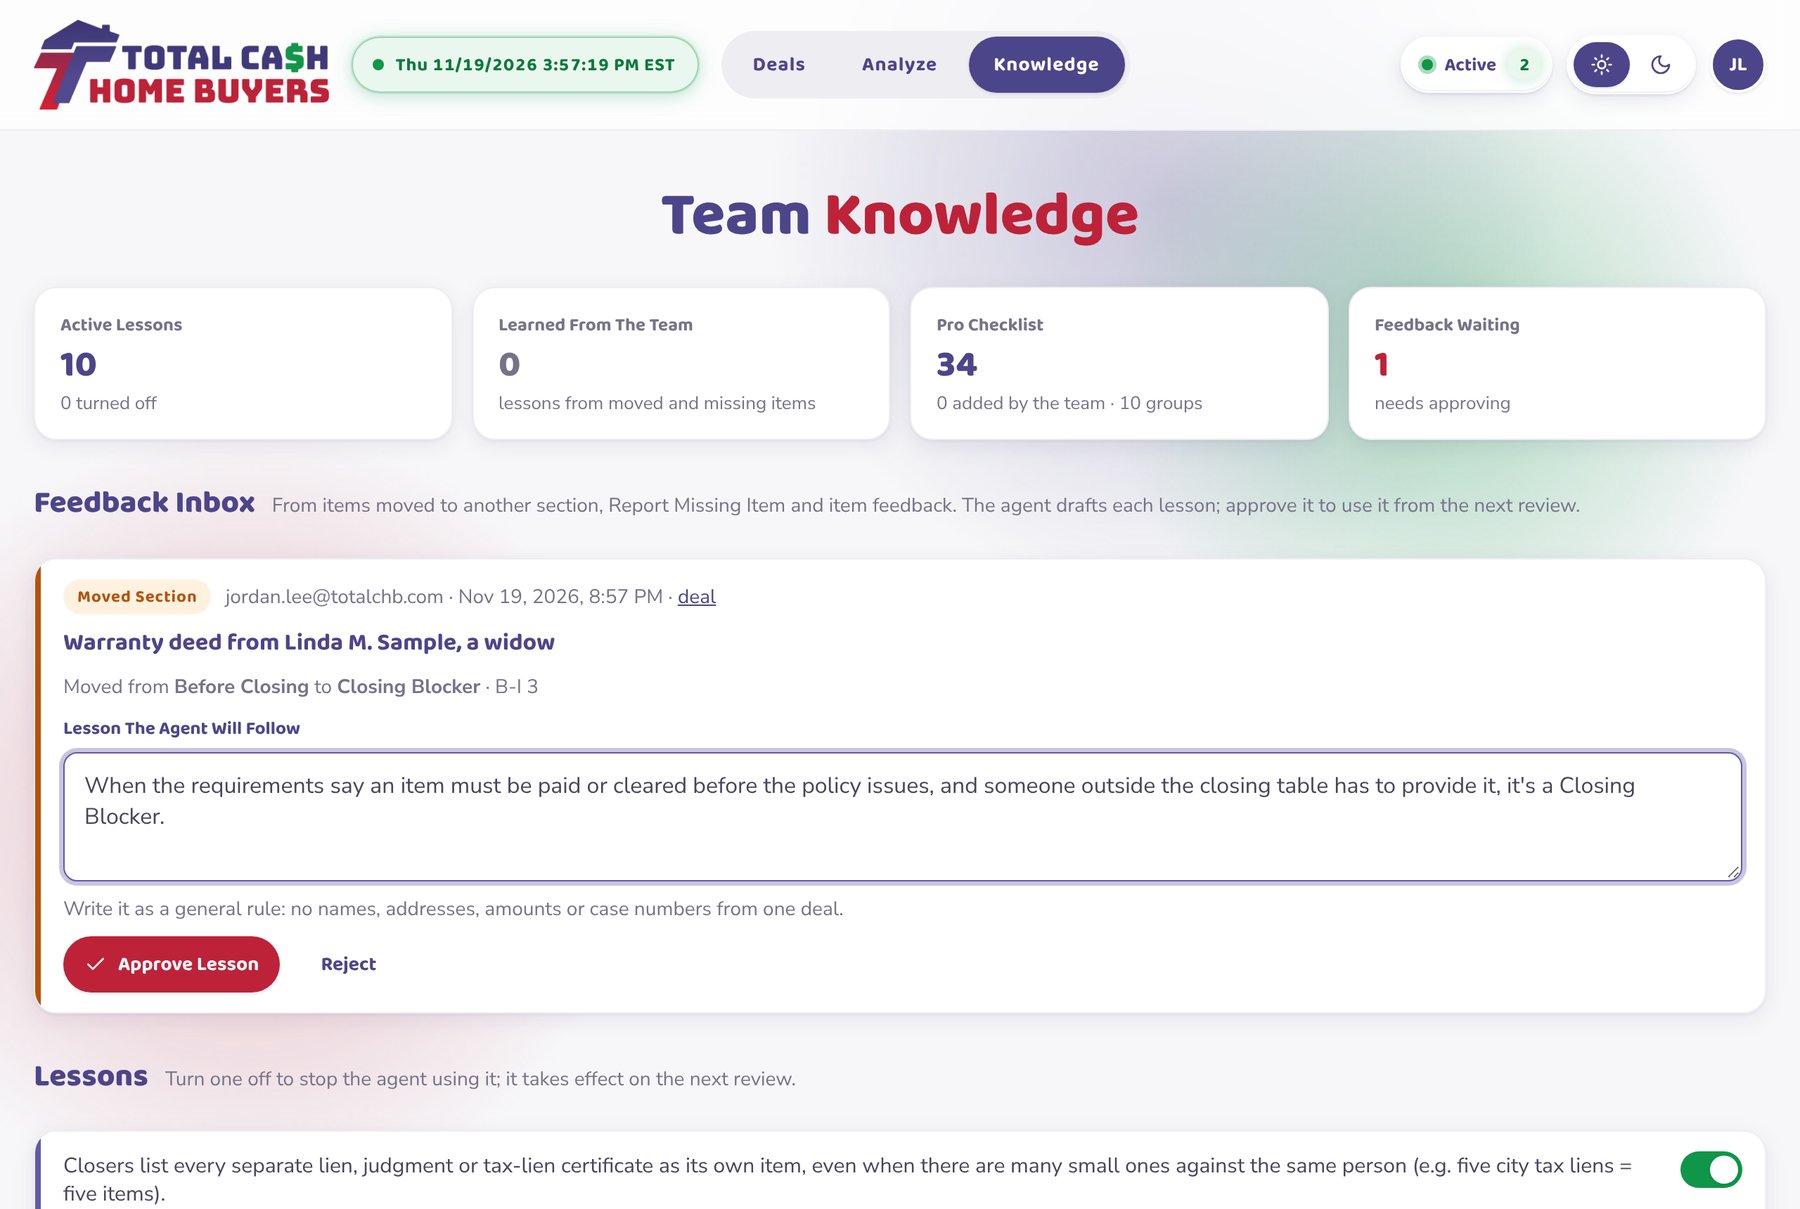 TOTAL CA$H
HOME BUYERS
Thu 11/19/2026 3:57:19 PM EST
Deals
Analyze
Knowledge
Active 2
JL
Team Knowledge
Active Lessons
10
0 turned off
Learned From The Team
0
lessons from moved and missing items
Pro Checklist
34
0 added by the team · 10 groups
Feedback Waiting
1
needs approving
Feedback Inbox From items moved to another section, Report Missing Item and item feedback. The agent drafts each lesson; approve it to use it from the next review.
Moved Section jordan.lee@totalchb.com · Nov 19, 2026, 8:57 PM · deal
Warranty deed from Linda M. Sample, a widow
Moved from Before Closing to Closing Blocker · B-I 3
Lesson The Agent Will Follow
When the requirements say an item must be paid or cleared before the policy issues, and someone outside the closing table has to provide it, it's a Closing
Blocker.
Write it as a general rule: no names, addresses, amounts or case numbers from one deal.
Approve Lesson
Reject
Lessons Turn one off to stop the agent using it; it takes effect on the next review.
Closers list every separate lien, judgment or tax-lien certificate as its own item, even when there are many small ones against the same person (e.g. five city tax liens =
five items).